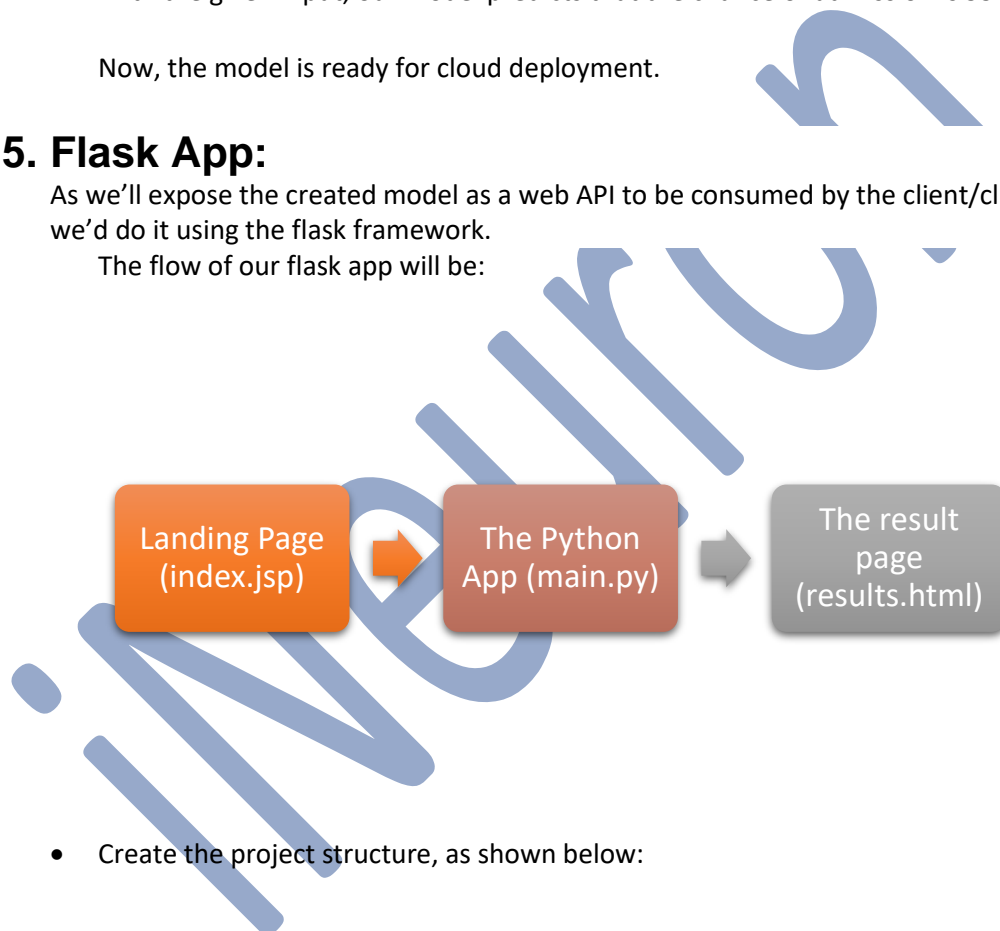 Now, the model is ready for cloud deployment.
5. Flask App:
As we’ll expose the created model as a web API to be consumed by the client/cl
we’d do it using the flask framework.
The flow of our flask app will be:
Landing Page
(index.jsp)
The Python
App (main.py)
The result
page
(results.html)
• Create the project structure, as shown below:
iNeuron